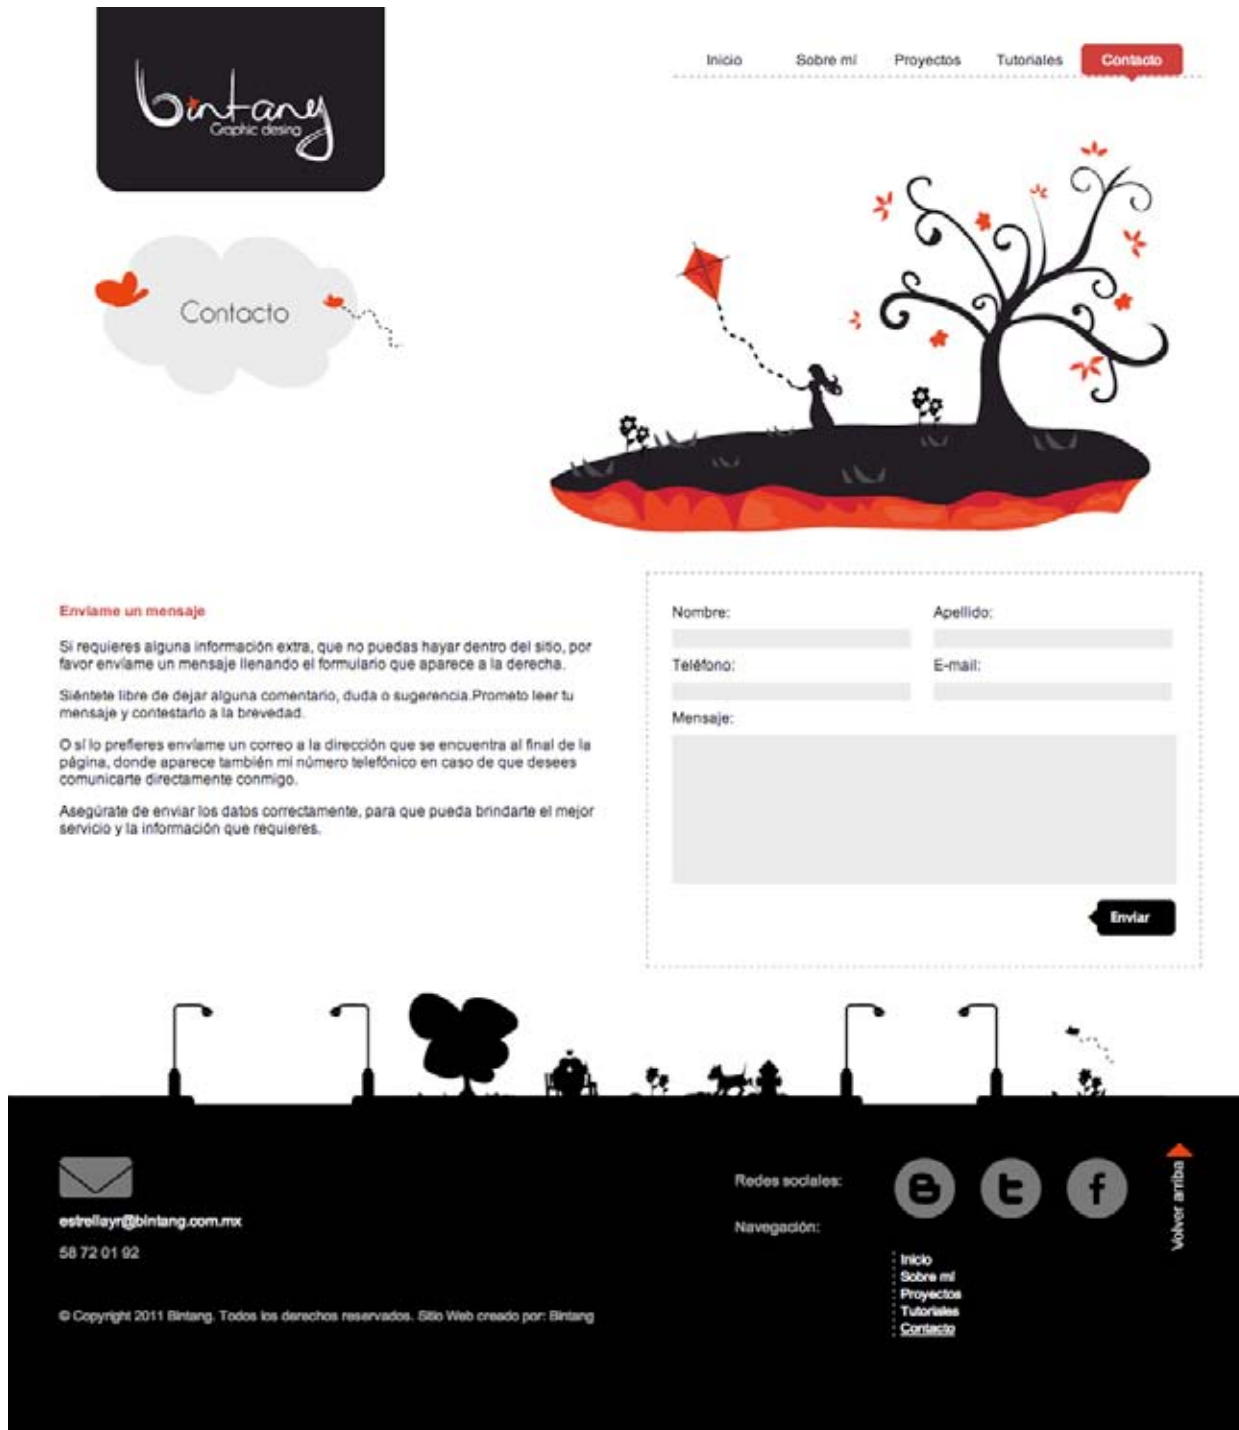 bintang
Graphic desing
Inicio Sobre mí Proyectos Tutoriales Contacto
Contacto
Envíame un mensaje
Si requieres alguna información extra, que no puedas hayar dentro del sitio, por
favor envíame un mensaje llenando el formulario que aparece a la derecha.
Siéntete libre de dejar alguna comentario, duda o sugerencia.Prometo leer tu
mensaje y contestarlo a la brevedad.
O sí lo prefieres envíame un correo a la dirección que se encuentra al final de la
página, donde aparece también mi número telefónico en caso de que desees
comunicarte directamente conmigo.
Asegúrate de enviar los datos correctamente, para que pueda brindarte el mejor
servicio y la información que requieres.
Nombre: Apellido:
Teléfono: E-mail:
Mensaje:
Enviar
estrellayr@bintang.com.mx
58 72 01 92
© Copyright 2011 Bintang. Todos los derechos reservados. Sitio Web creado por: Bintang
Redes sociales:
Navegación:
Inicio
Sobre mí
Proyectos
Tutoriales
Contacto
Volver arriba